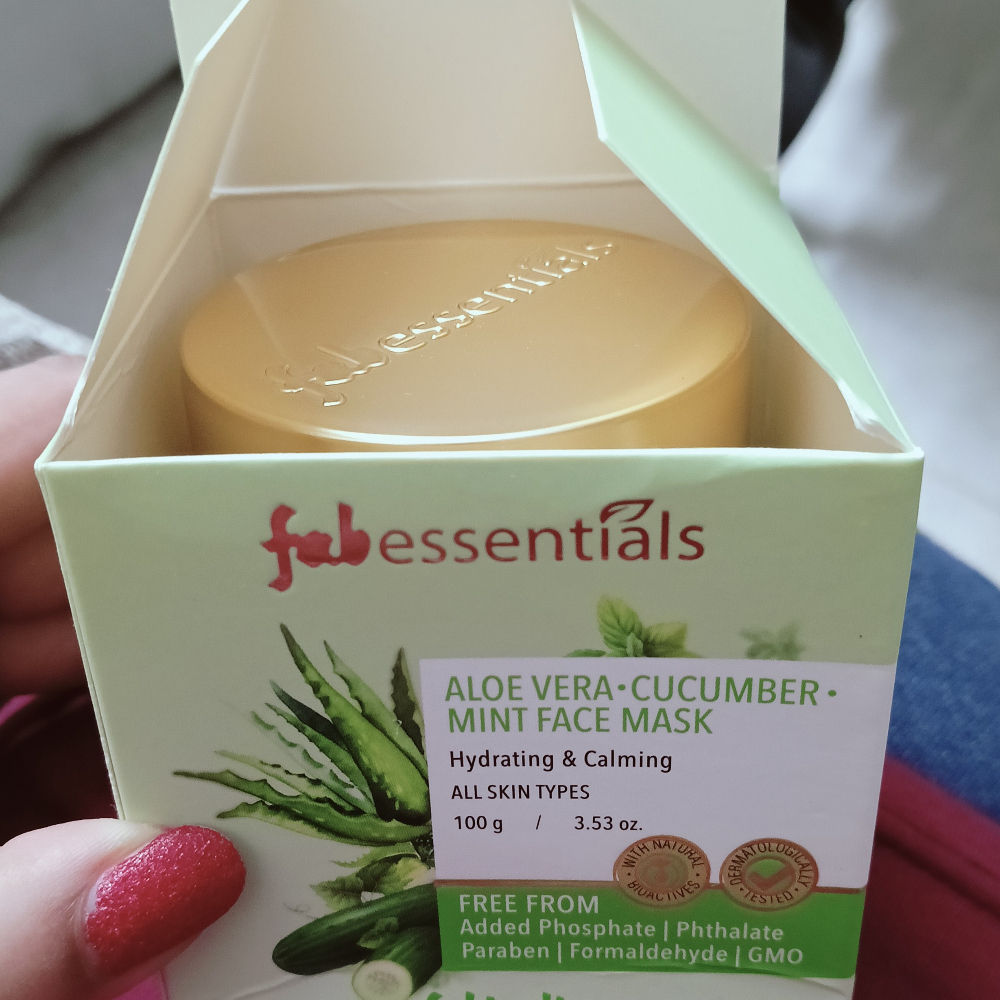 fabessentials
fabessentials
ALOE VERA·CUCUMBER·
MINT FACE MASK
Hydrating & Calming
ALL SKIN TYPES
100 g / 3.53 oz.
WITH NATURAL
BIOACTIVES
DERMATOLOGICALLY
TESTED
FREE FROM
Added Phosphate | Phthalate
Paraben | Formaldehyde | GMO